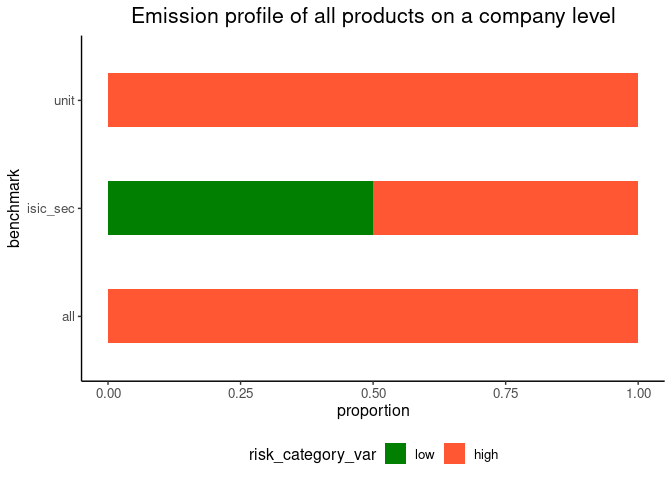 Emission profile of all products on a company level
benchmark
unit
isic_sec
all
0.00 0.25 0.50 0.75 1.00
proportion
risk_category_var low high